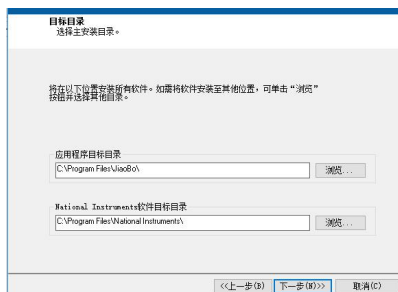 目标目录
选择主安装目录。
将在以下位置安装所有软件。如需将软件安装至其他位置，可单击“浏览”
按钮并选择其他目录。
应用程序目标目录
C:\Program Files\JiaoBo\
浏览...
National Instruments软件目标目录
C:\Program Files\National Instruments\
浏览...
<<上一步(B)
下一步(N)>>
取消(C)